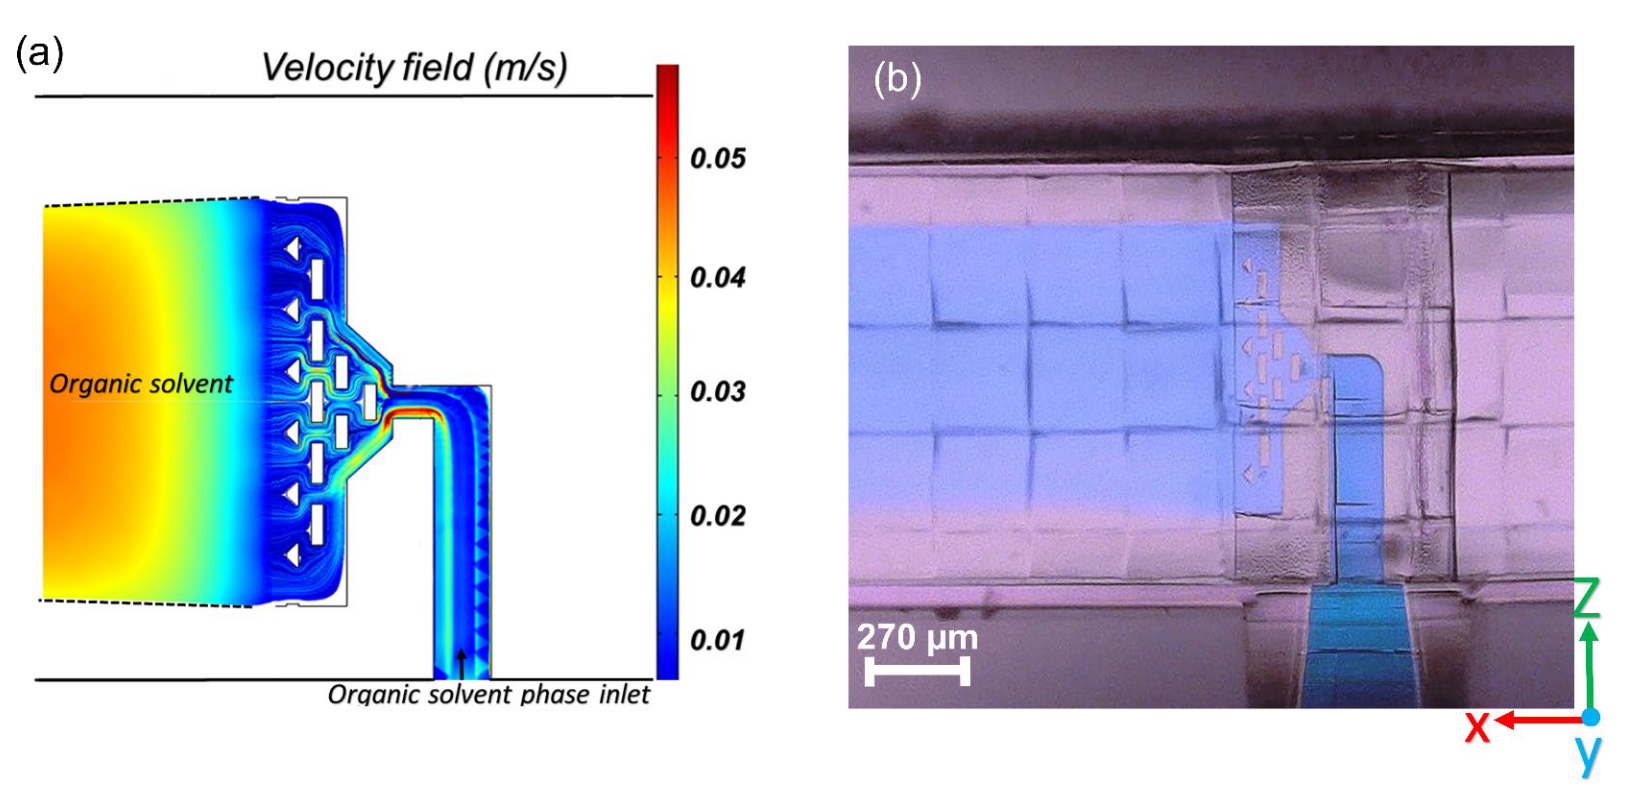 (a)
Velocity field (m/s)
0.05
0.04
0.03
0.02
0.01
Organic solvent
Organic solvent phase inlet
(b)
270 μm
Z
X
y